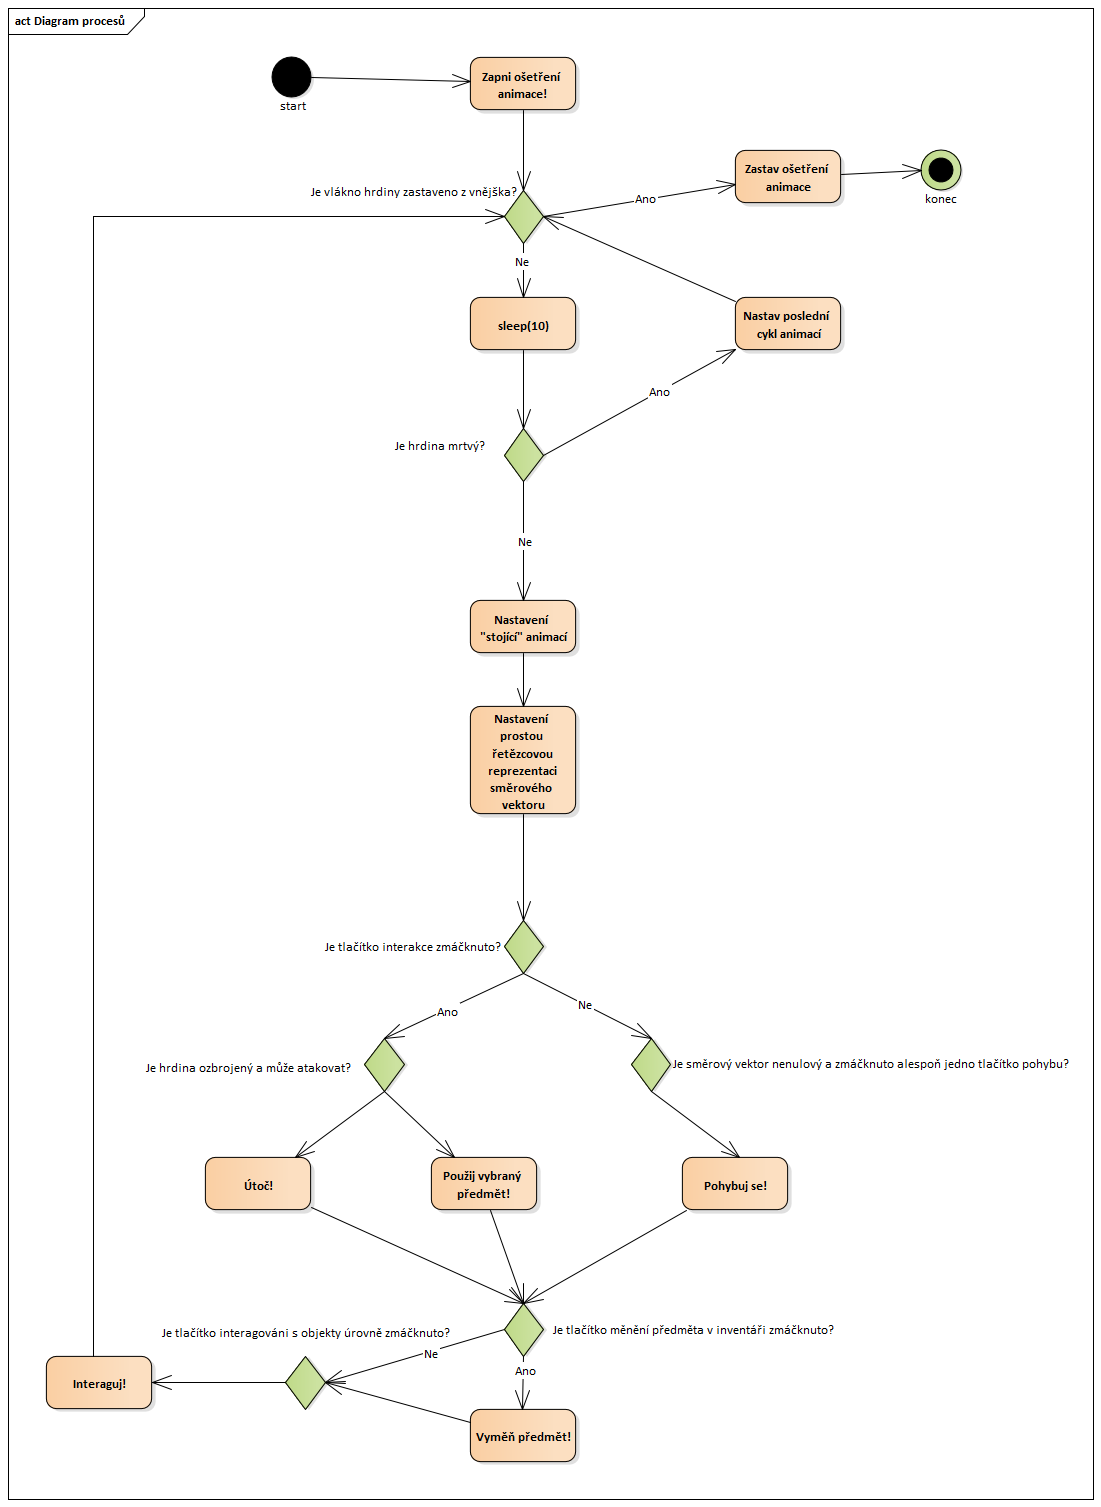 act Diagram procesů
Zapni ošetření
animace!
start
Zastav ošetření
animace
konec
Je vlákno hrdiny zastaveno z vnějška?
Ano
Ne
sleep(10)
Nastav poslední
cykl animací
Ano
Je hrdina mrtvý?
Ne
Nastavení
"stojící" animací
Nastavení
prostou
řetězcovou
reprezentaci
směrového
vektoru
Je tlačítko interakce zmáčknuto?
Ano
Ne
Je hrdina ozbrojený a může atakovat?
Je směrový vektor nenulový a zmáčknuto alespoň jedno tlačítko pohybu?
Útoč!
Použij vybraný
předmět!
Pohybuj se!
Je tlačítko interagováni s objekty úrovně zmáčknuto?
Je tlačítko měnění předměta v inventáři zmáčknuto?
Ne
Ano
Interaguj!
Vyměň předmět!